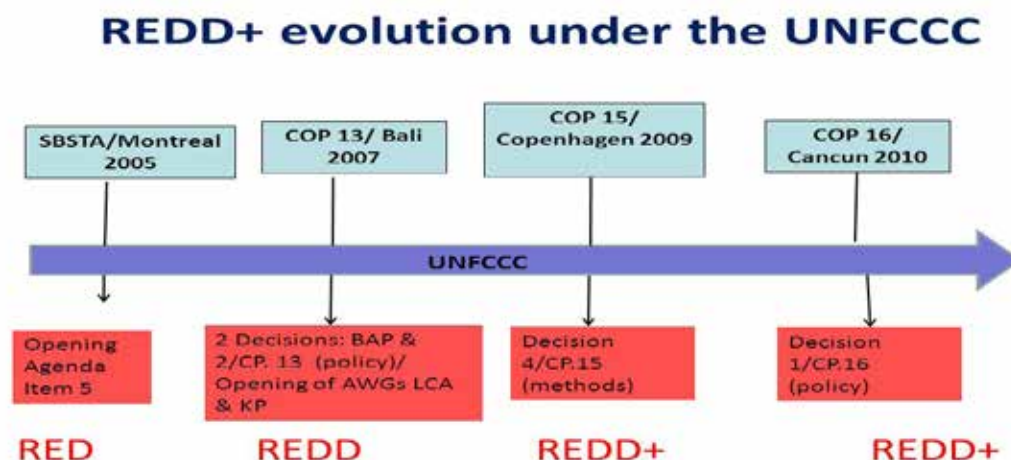 REDD+ evolution under the UNFCCC
SBSTA/Montreal
2005
COP 13/ Bali
2007
COP 15/
Copenhagen 2009
COP 16/
Cancun 2010
UNFCCC
Opening
Agenda
Item 5
2 Decisions: BAP &
2/CP. 13 (policy)/
Opening of AWGs LCA
& KP
Decision
4/CP.15
(methods)
Decision
1/CP.16
(policy)
RED
REDD
REDD+
REDD+